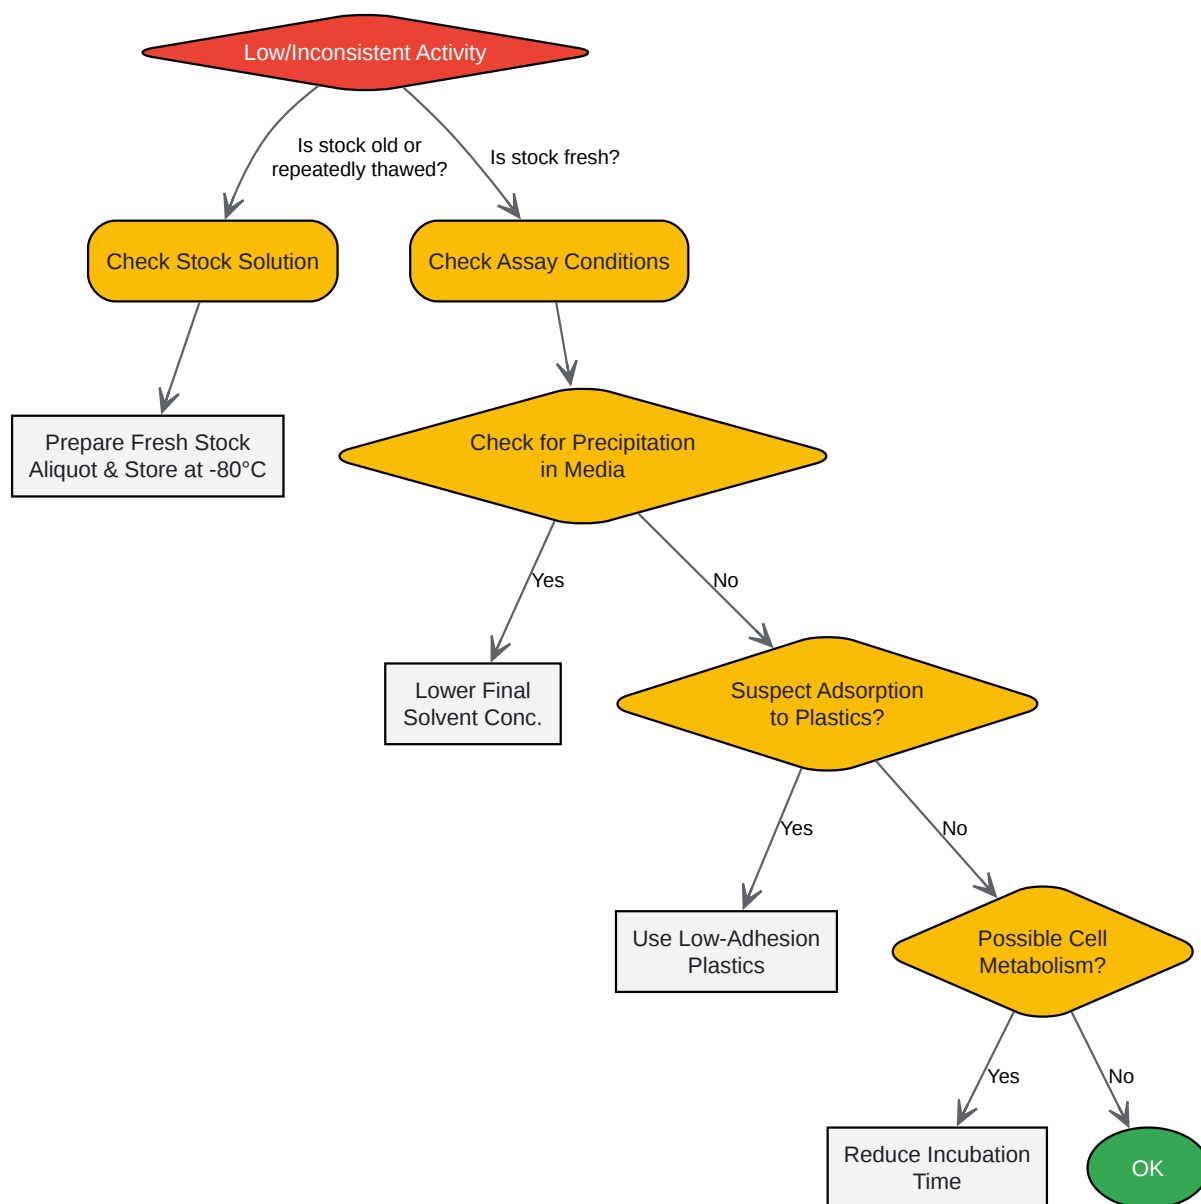 Low/Inconsistent Activity
Is stock old or
repeatedly thawed?
Is stock fresh?
Check Stock Solution
Check Assay Conditions
Prepare Fresh Stock
Aliquot & Store at -80°C
Check for Precipitation
in Media
Yes
No
Lower Final
Solvent Conc.
Suspect Adsorption
to Plastics?
Yes
No
Use Low-Adhesion
Plastics
Possible Cell
Metabolism?
Yes
No
Reduce Incubation
Time
OK